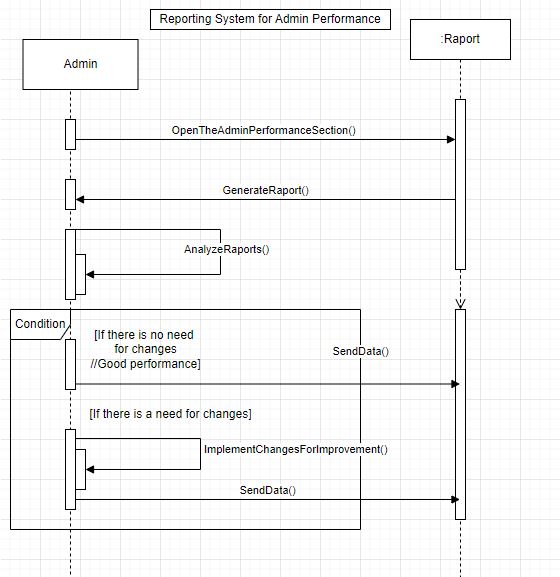 Reporting System for Admin Performance
:Raport
Admin
OpenTheAdminPerformanceSection()
GenerateRaport()
AnalyzeRaports()
Condition
[If there is no need
for changes
//Good performance]
SendData()
[If there is a need for changes]
ImplementChangesForImprovement()
SendData()